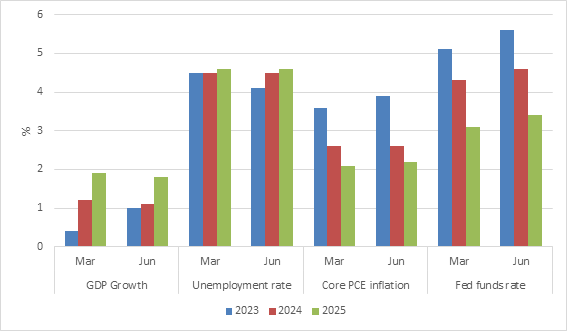 6
5
4
3
2
1
0
%
Mar Jun Mar Jun Mar Jun Mar Jun
GDP Growth Unemployment rate Core PCE inflation Fed funds rate
2023 2024 2025